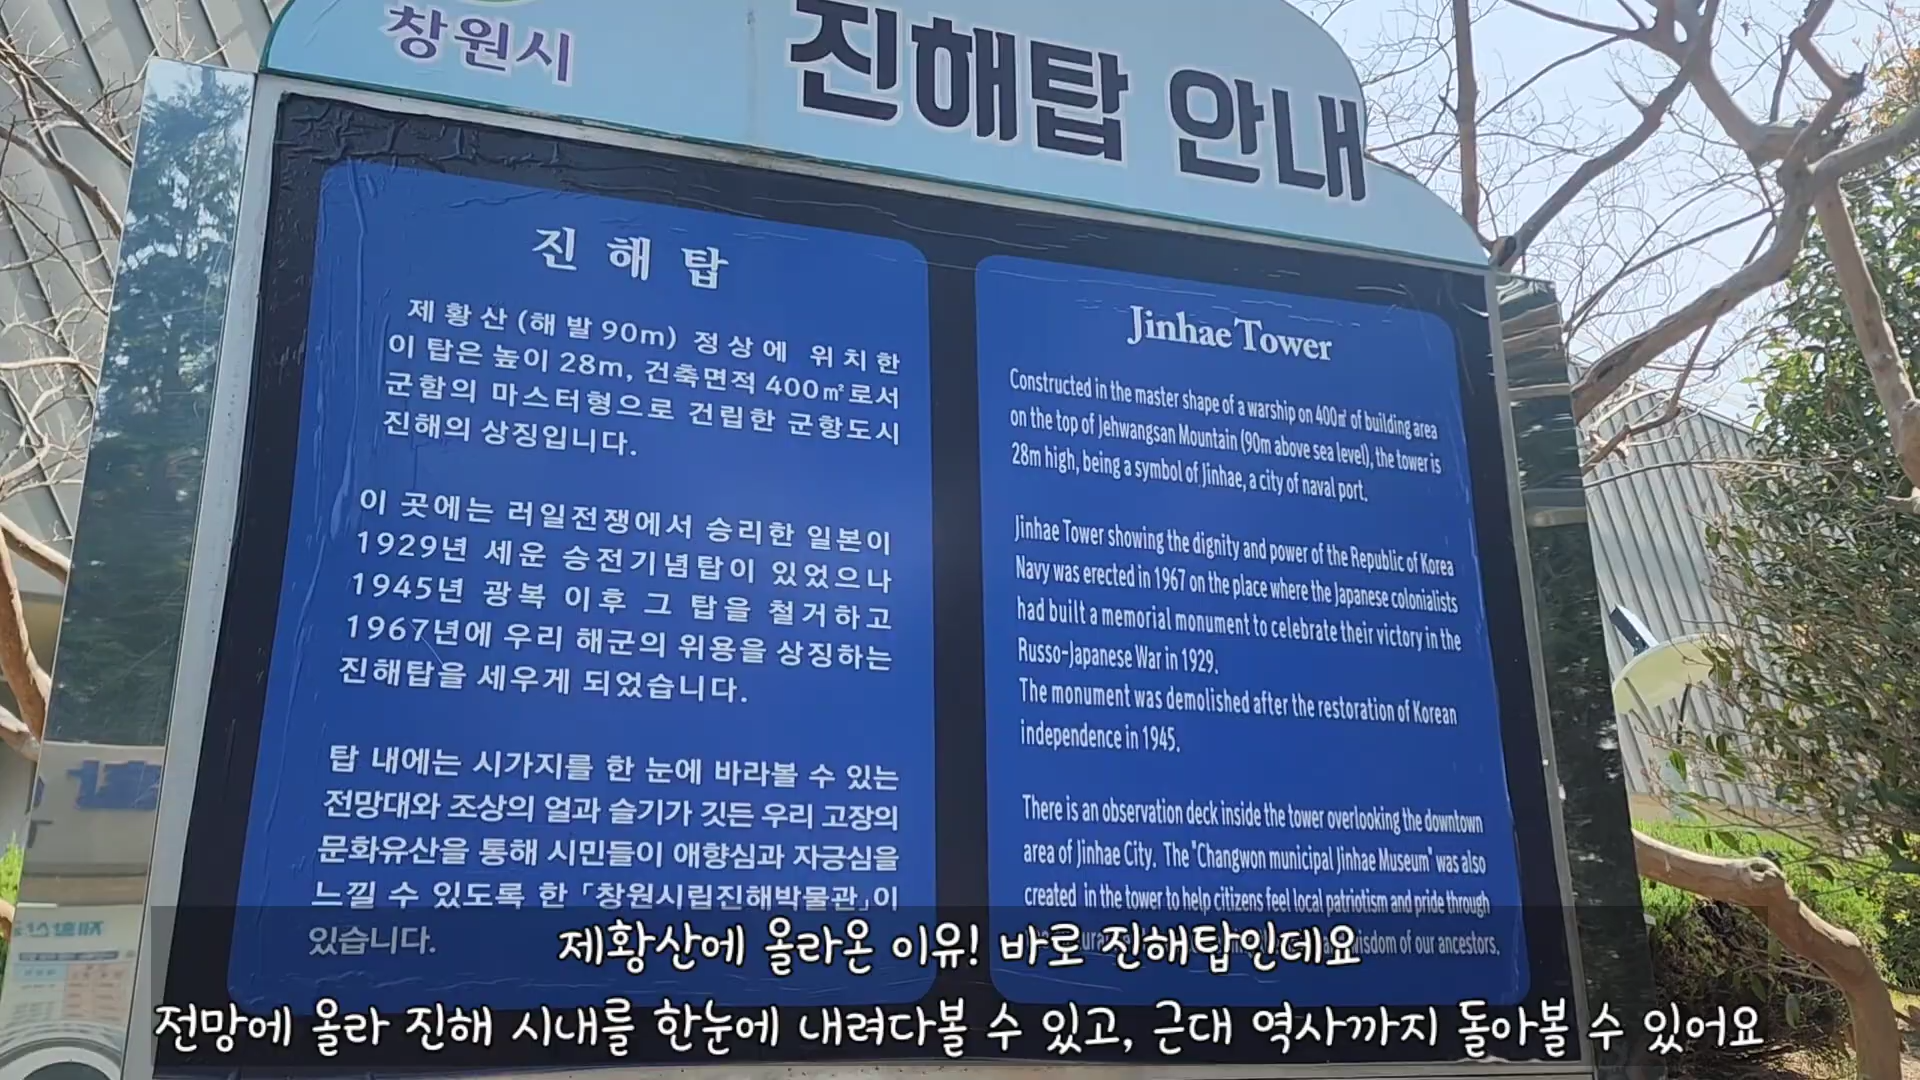 창원시
진해탑 안내
진 해 탑
제황산(해발90m) 정상에 위치한
이 탑은 높이 28m, 건축면적 400㎡로서
군함의 마스터형으로 건립한 군항도시
진해의 상징입니다.
이 곳에는 러일전쟁에서 승리한 일본이
1929년 세운 승전기념탑이 있었으나
1945년 광복 이후 그 탑을 철거하고
1967년에 우리 해군의 위용을 상징하는
진해탑을 세우게 되었습니다.
탑 내에는 시가지를 한 눈에 바라볼 수 있는
전망대와 조상의 얼과 슬기가 깃든 우리 고장의
문화유산을 통해 시민들이 애향심과 자긍심을
느낄 수 있도록 한 「창원시립진해박물관」이
있습니다.
Jinhae Tower
Constructed in the master shape of a warship on 400㎡ of building area
on the top of Jehwangsan Mountain (90m above sea level), the tower is
28m high, being a symbol of Jinhae, a city of naval port.
Jinhae Tower showing the dignity and power of the Republic of Korea
Navy was erected in 1967 on the place where the Japanese colonialists
had built a memorial monument to celebrate their victory in the
Russo-Japanese War in 1929.
The monument was demolished after the restoration of Korean
independence in 1945.
There is an observation deck inside the tower overlooking the downtown
area of Jinhae City. The "Changwon municipal Jinhae Museum" was also
created in the tower to help citizens feel local patriotism and pride through
wisdom of our ancestors.
제황산에 올라온 이유! 바로 진해탑인데요
전망에 올라 진해 시내를 한눈에 내려다볼 수 있고, 근대 역사까지 돌아볼 수 있어요